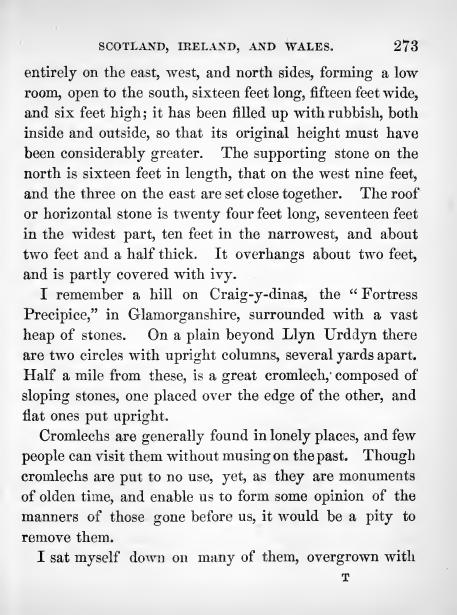 SCOTLAND, IRELAND, AND WALES. 273
entirely on the east, west, and north sides, forming a low
room, open to the south, sixteen feet long, fifteen feet wide,
and six feet high; it has been filled up with rubbish, both
inside and outside, so that its original height must have
been considerably greater. The supporting stone on the
north is sixteen feet in length, that on the west nine feet,
and the three on the east are set close together. The roof
or horizontal stone is twenty four feet long, seventeen feet
in the widest part, ten feet in the narrowest, and about
two feet and a half thick. It overhangs about two feet,
and is partly covered with ivy.
I remember a hill on Craig-y-dinas, the “Fortress
Precipice,” in Glamorganshire, surrounded with a vast
heap of stones. On a plain beyond Llyn Urddyn there
are two circles with upright columns, several yards apart.
Half a mile from these, is a great cromlech, composed of
sloping stones, one placed over the edge of the other, and
flat ones put upright.
Cromlechs are generally found in lonely places, and few
people can visit them without musing on the past. Though
cromlechs are put to no use, yet, as they are monuments
of olden time, and enable us to form some opinion of the
manners of those gone before us, it would be a pity to
remove them.
I sat myself down on many of them, overgrown with
T